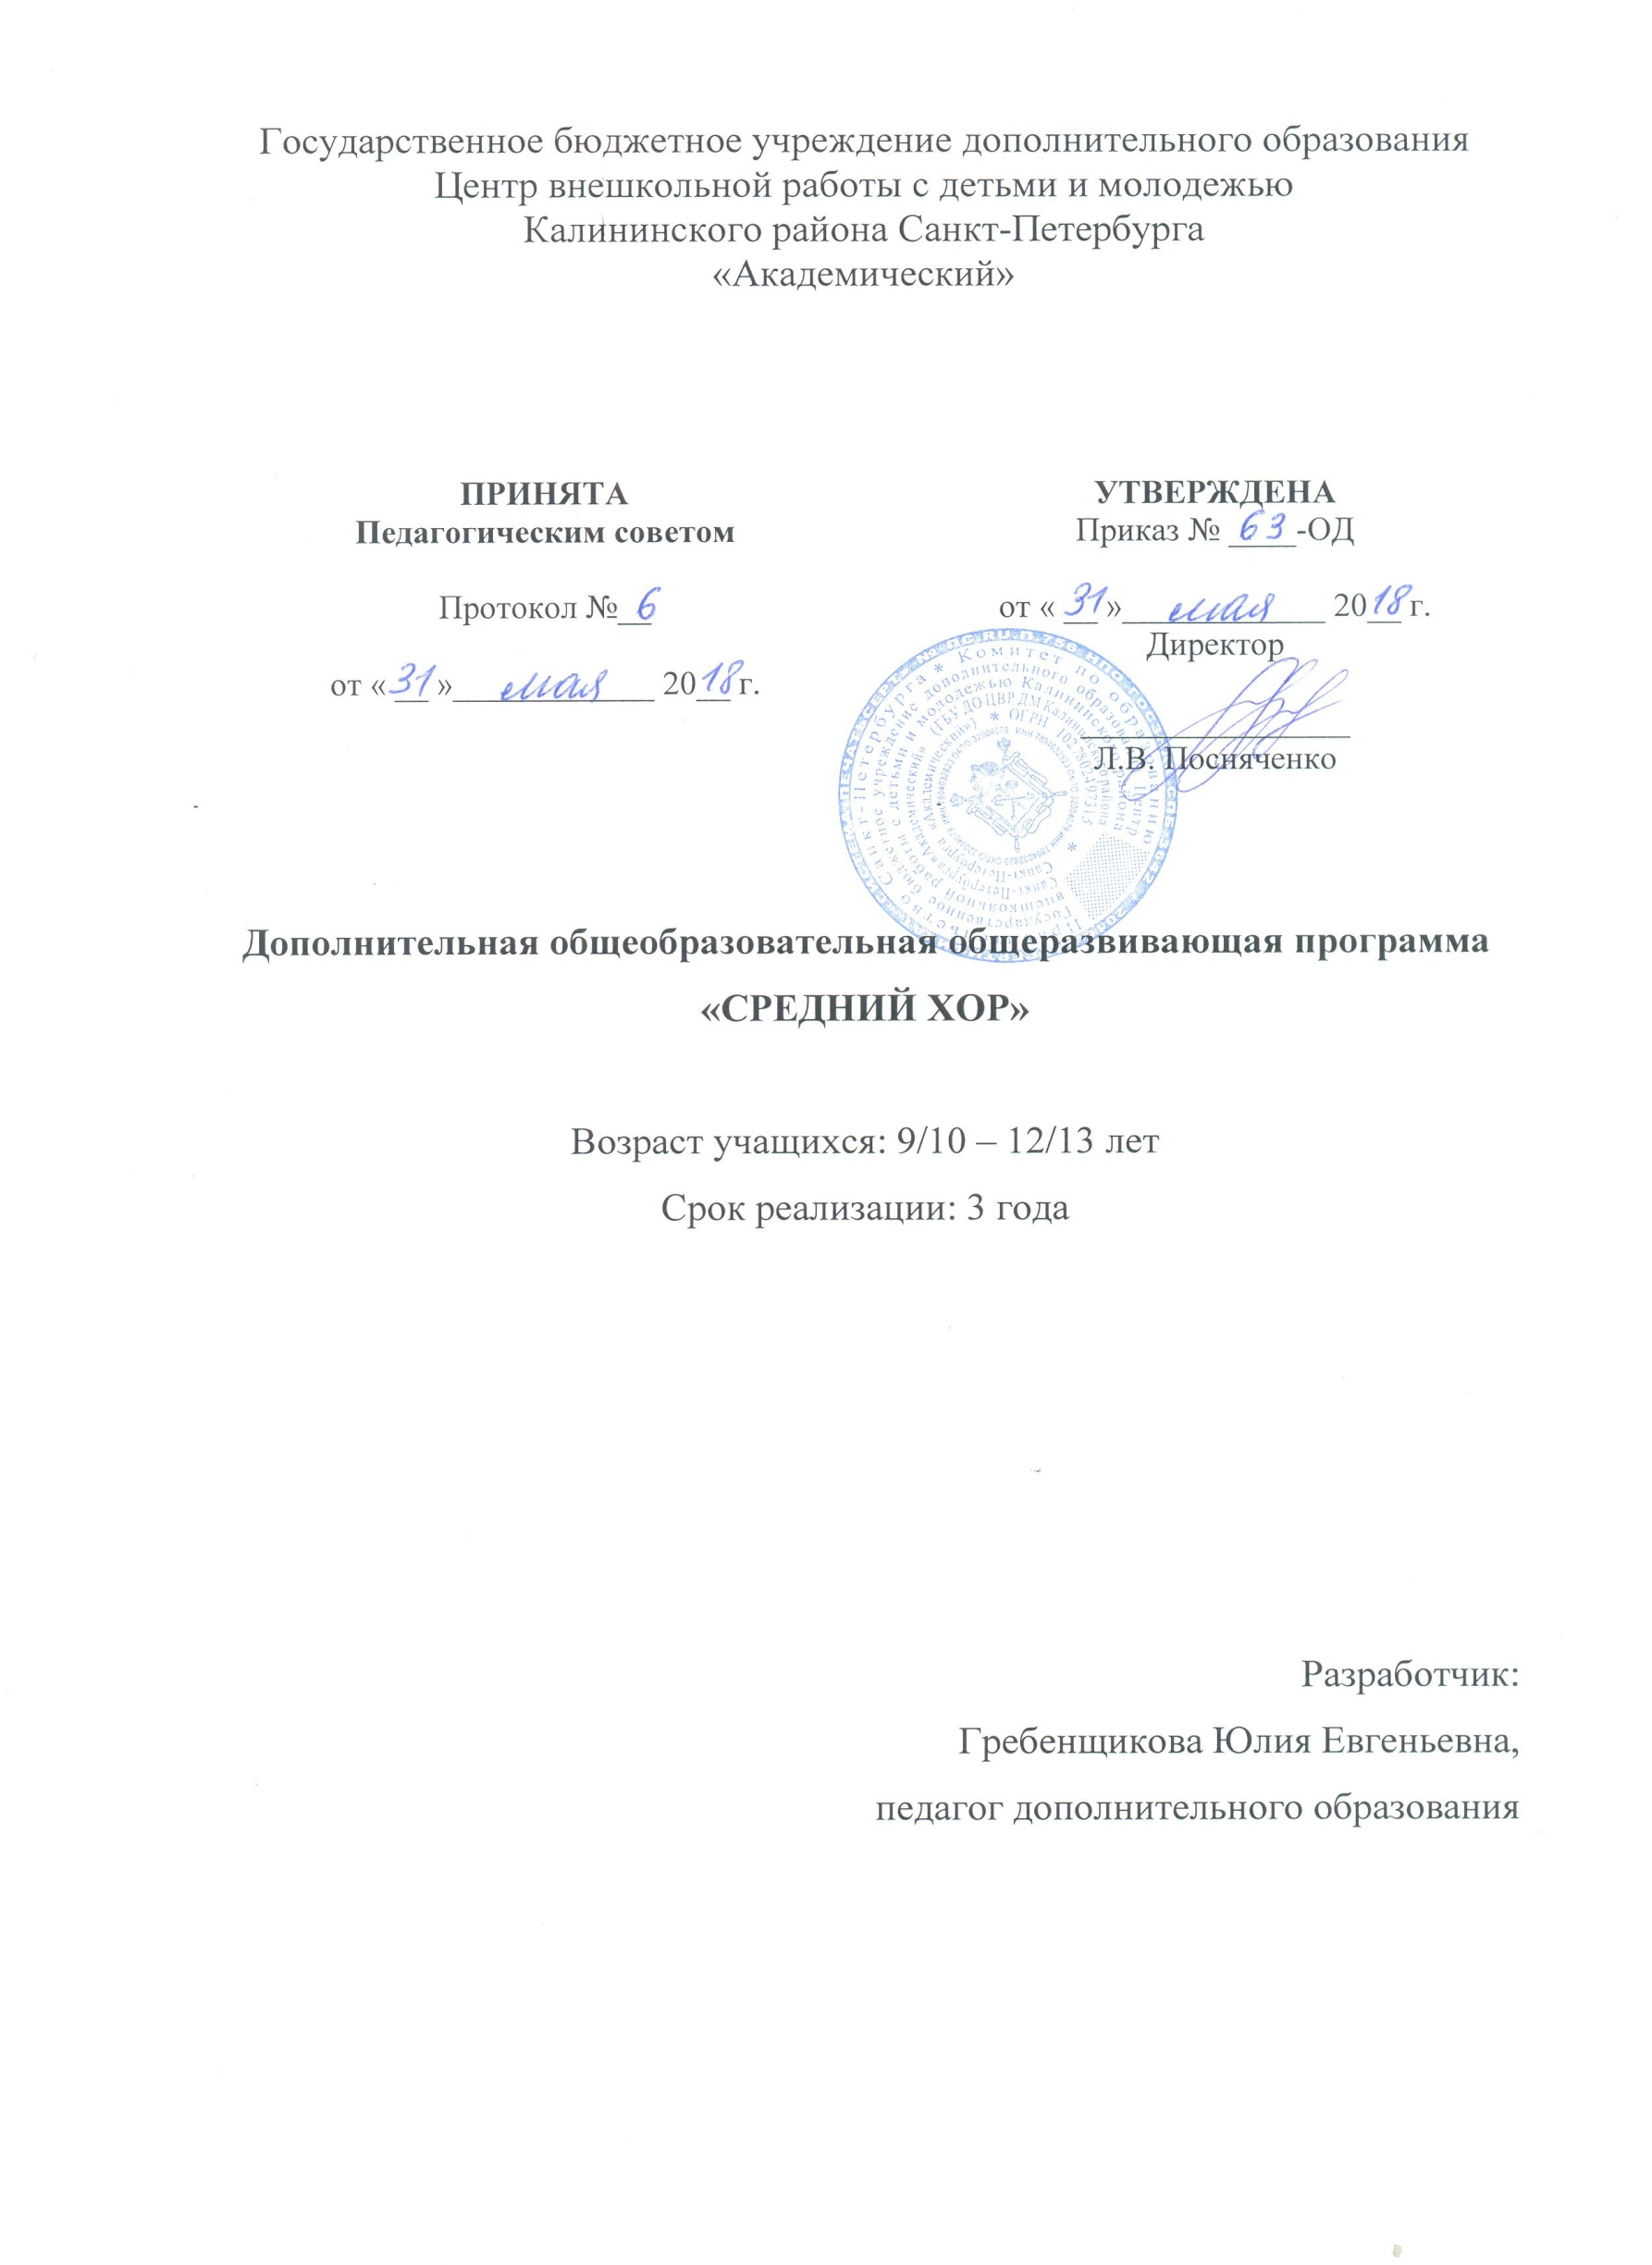 Государственное бюджетное учреждение дополнительного образования
Центр внешкольной работы с детьми и молодежью
Калининского района Санкт-Петербурга
«Академический»
ПРИНЯТА
Педагогическим советом
Протокол № 6
от «31» мая 2018г.
УТВЕРЖДЕНА
Приказ № 63-ОД
от «31» мая 2018г.
Директор
Л.В. Посняченко
Дополнительная общеобразовательная общеразвивающая программа
«СРЕДНИЙ ХОР»
Возраст учащихся: 9/10 – 12/13 лет
Срок реализации: 3 года
Разработчик:
Гребенщикова Юлия Евгеньевна,
педагог дополнительного образования